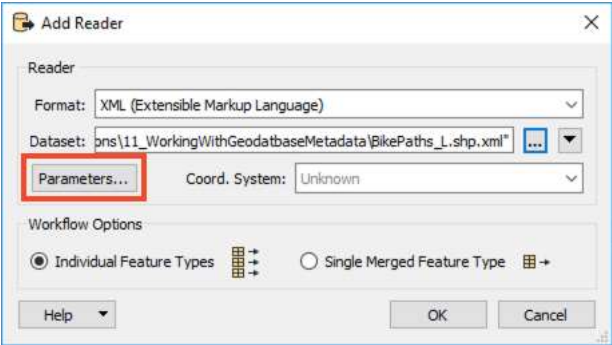 Add Reader
Reader
Format: XML (Extensible Markup Language)
Dataset: ons\11_WorkingWithGeodatbaseMetadata\BikePaths_L.shp.xml" ...
Parameters... Coord. System: Unknown
Workflow Options
Individual Feature Types Single Merged Feature Type
Help OK Cancel